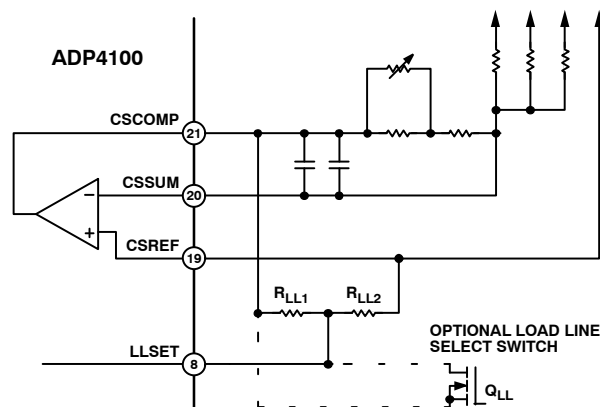 ADP4100
CSCOMP
21
CSSUM
20
CSREF
19
−
+
RLL1
RLL2
LLSET
8
OPTIONAL LOAD LINE
SELECT SWITCH
QLL